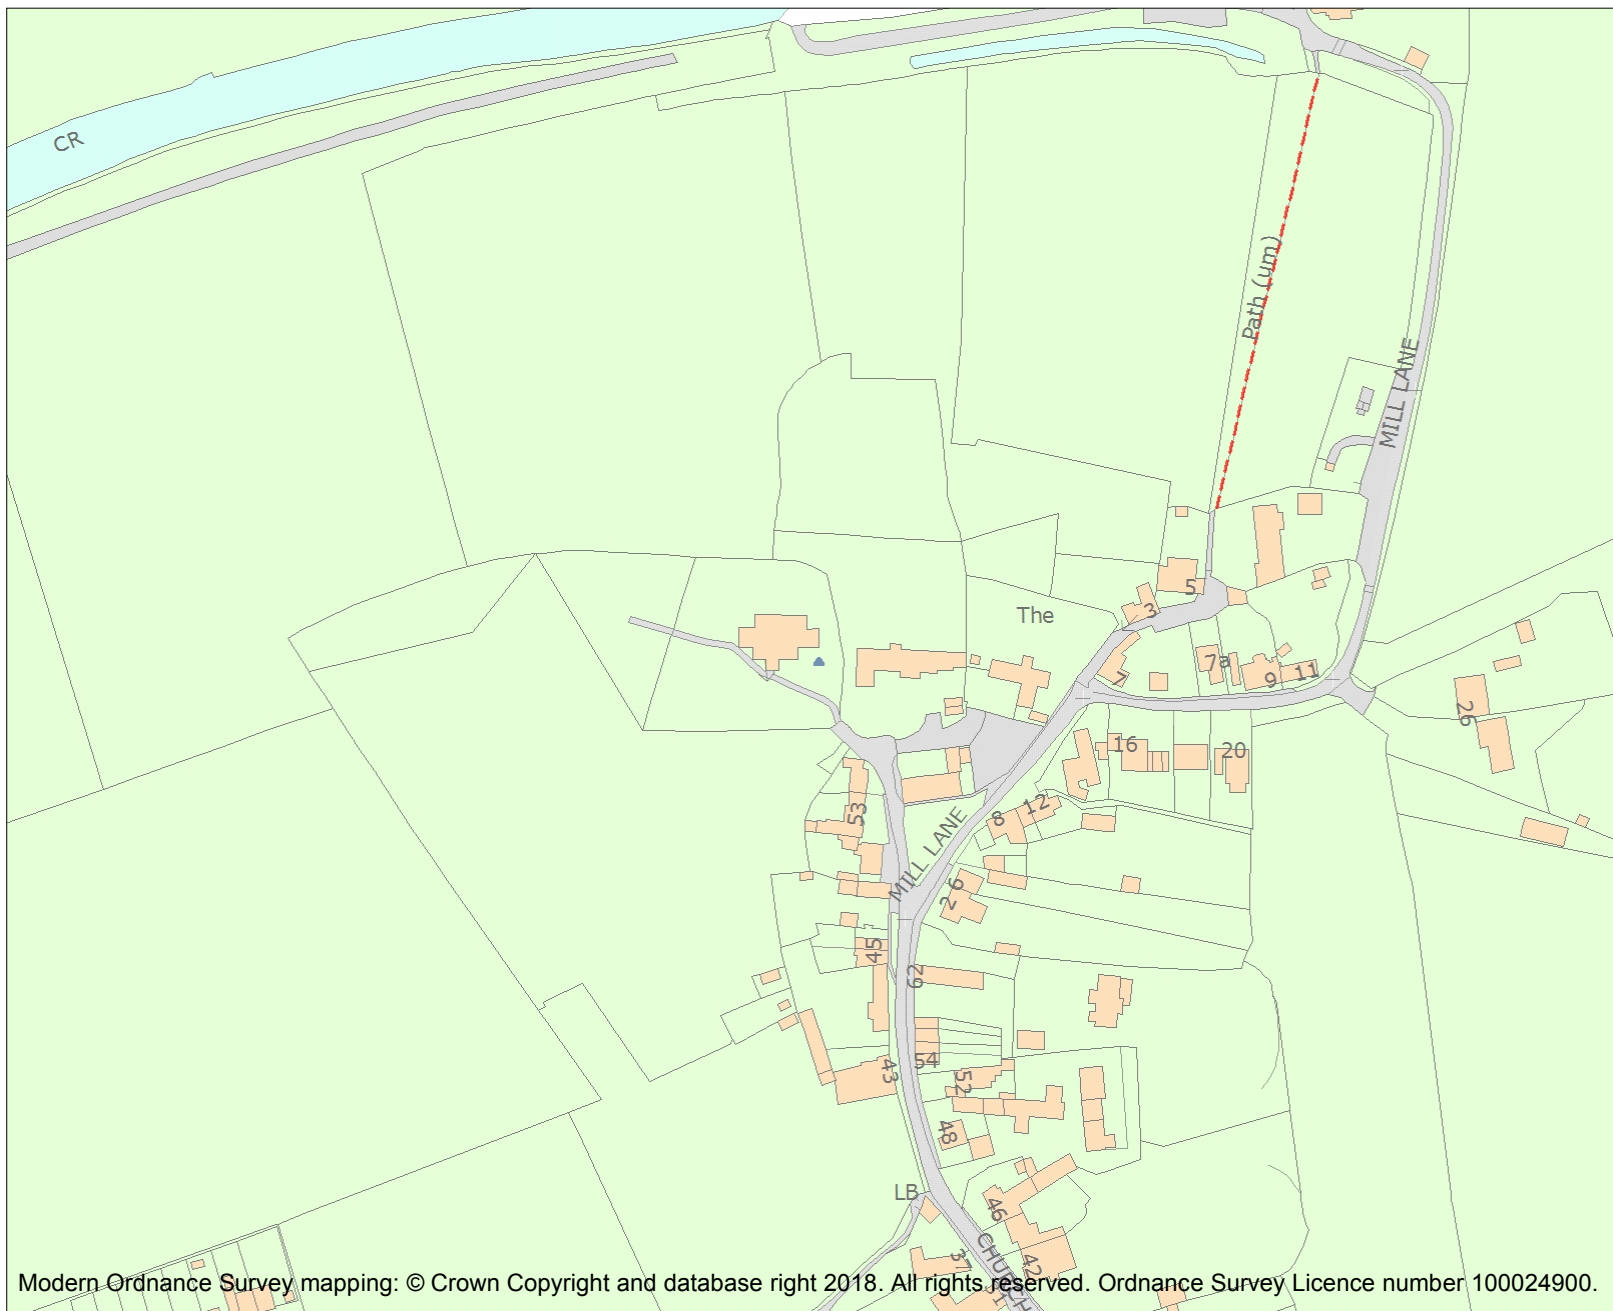 CR
Path (um)
MILL LANE
The
5
3
7
7a
9
11
26
16
20
53
8
12
MILL LANE
2
6
45
62
43
54
52
48
LB
46
37
42
31
CHURCH
Modern Ordnance Survey mapping: © Crown Copyright and database right 2018. All rights reserved. Ordnance Survey Licence number 100024900.